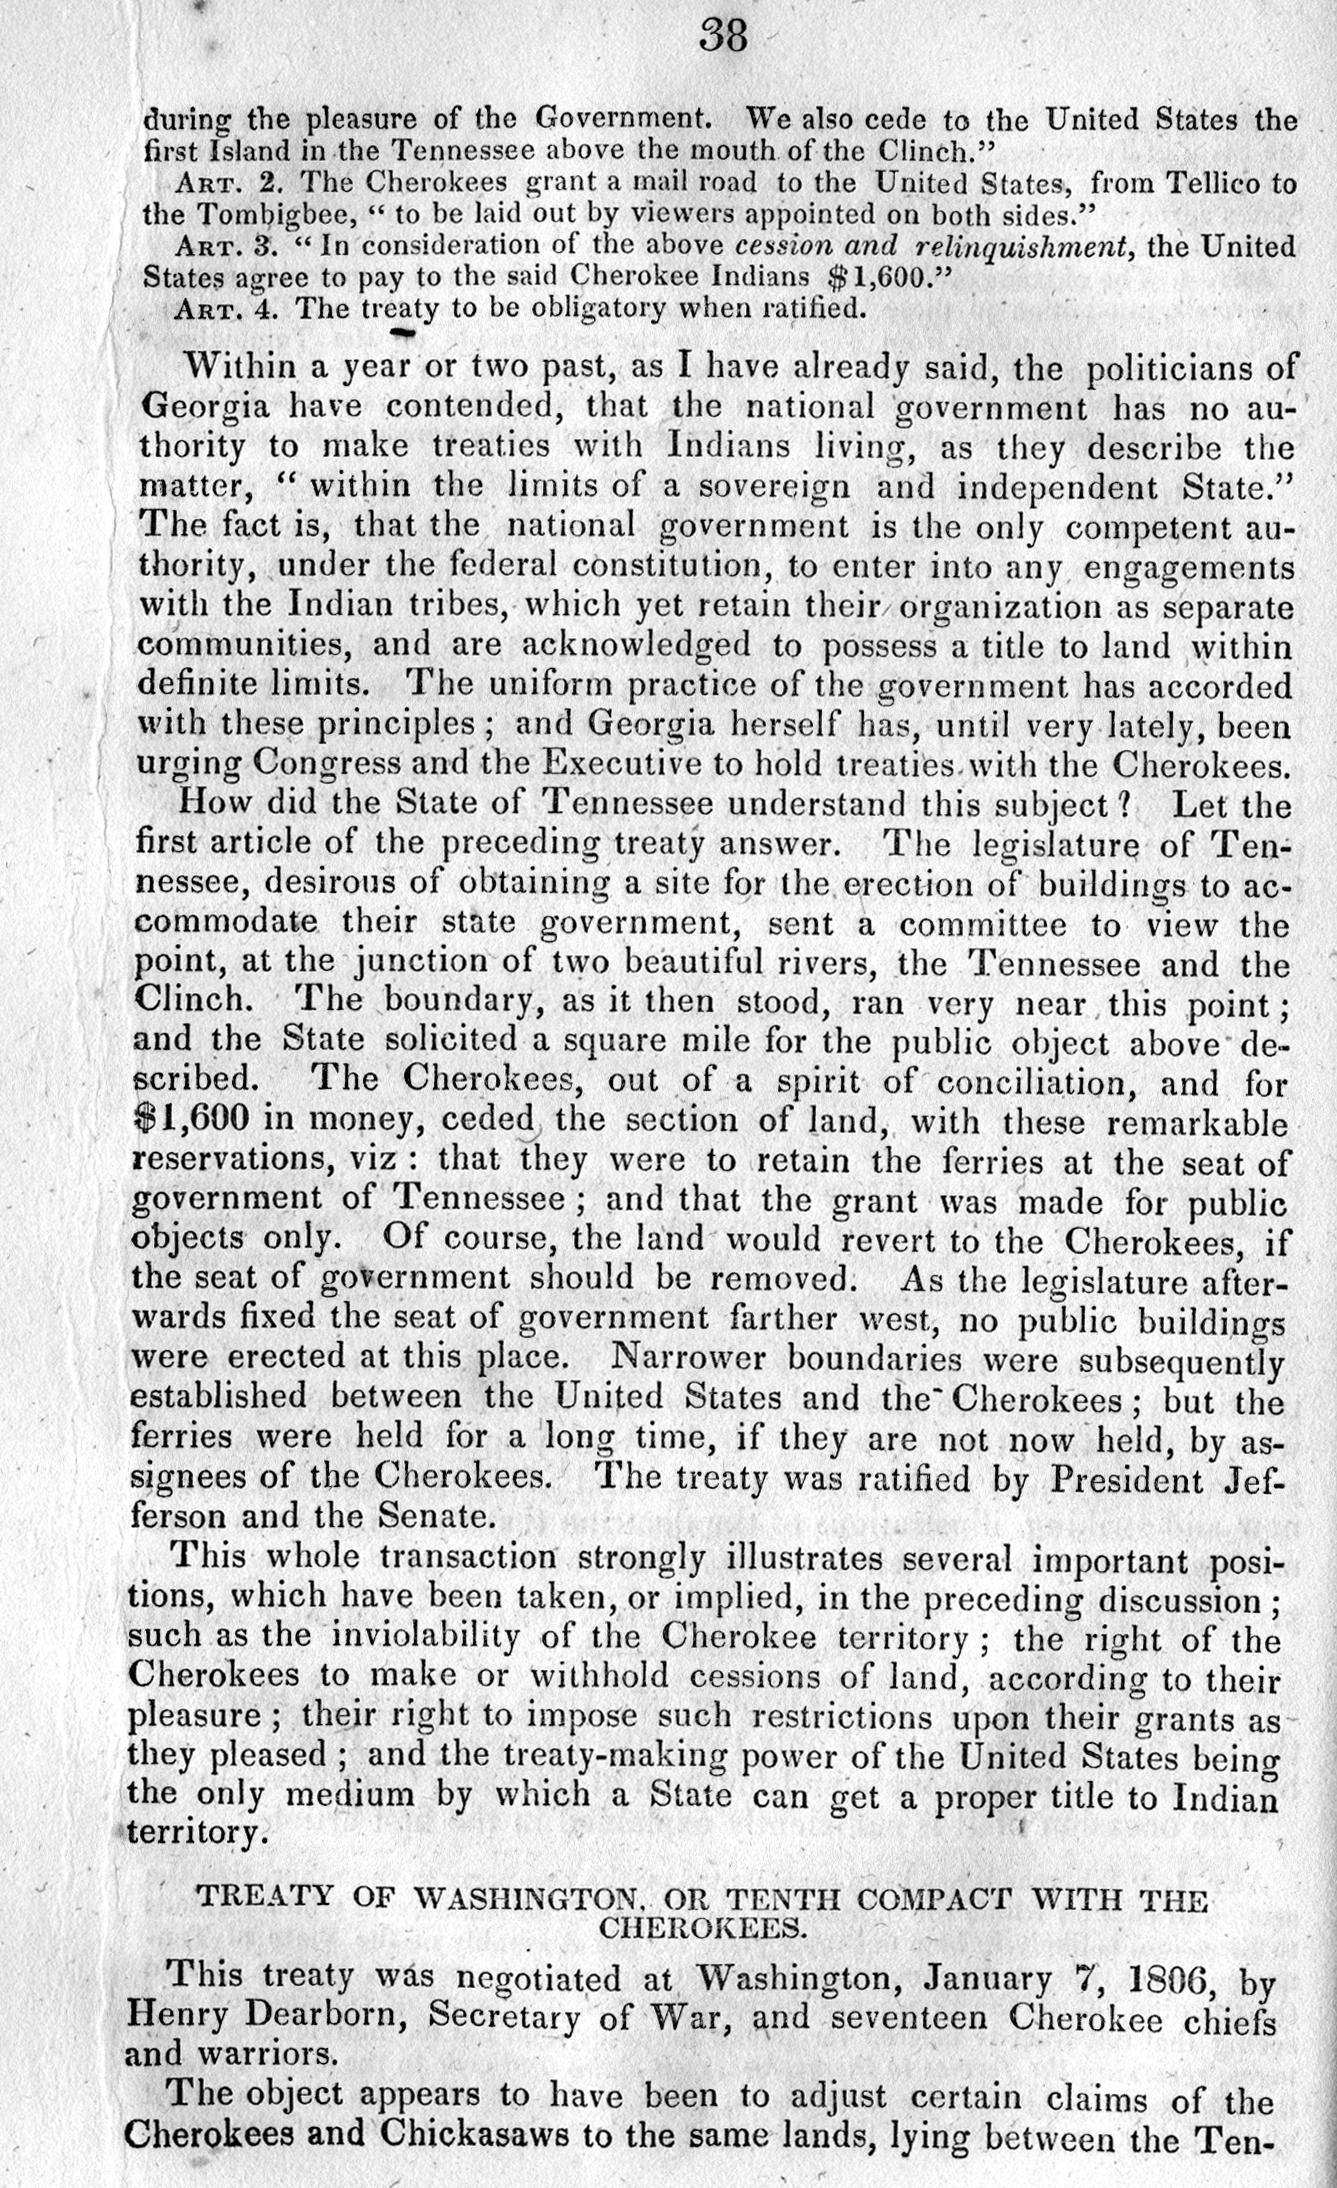 38
during the pleasure of the Government. We also cede to the United States the
first Island in the Tennessee above the mouth of the Clinch.”
ART. 2. The Cherokees grant a mail road to the United States, from Tellico to
the Tombigbee, “ to be laid out by viewers appointed on both sides.”
ART. 3. “ In consideration of the above cession and relinquishment, the United
States agree to pay to the said Cherokee Indians $1,600.”
ART. 4. The treaty to be obligatory when ratified.
Within a year or two past, as I have already said, the politicians of
Georgia have contended, that the national government has no au-
thority to make treaties with Indians living, as they describe the
matter, “ within the limits of a sovereign and independent State.”
The fact is, that the national government is the only competent au-
thority, under the federal constitution, to enter into any engagements
with the Indian tribes, which yet retain their organization as separate
communities, and are acknowledged to possess a title to land within
definite limits. The uniform practice of the government has accorded
with these principles ; and Georgia herself has, until very lately, been
urging Congress and the Executive to hold treaties with the Cherokees.
How did the State of Tennessee understand this subject ? Let the
first article of the preceding treaty answer. The legislature of Ten-
nessee, desirous of obtaining a site for the erection of buildings to ac-
commodate their state government, sent a committee to view the
point, at the junction of two beautiful rivers, the Tennessee and the
Clinch. The boundary, as it then stood, ran very near this point ;
and the State solicited a square mile for the public object above de-
scribed. The Cherokees, out of a spirit of conciliation, and for
$1,600 in money, ceded the section of land, with these remarkable
reservations, viz : that they were to retain the ferries at the seat of
government of Tennessee ; and that the grant was made for public
objects only. Of course, the land would revert to the Cherokees, if
the seat of government should be removed. As the legislature after-
wards fixed the seat of government farther west, no public buildings
were erected at this place. Narrower boundaries were subsequently
established between the United States and the Cherokees ; but the
ferries were held for a long time, if they are not now held, by as-
signees of the Cherokees. The treaty was ratified by President Jef-
ferson and the Senate.
This whole transaction strongly illustrates several important posi-
tions, which have been taken, or implied, in the preceding discussion ;
such as the inviolability of the Cherokee territory ; the right of the
Cherokees to make or withhold cessions of land, according to their
pleasure ; their right to impose such restrictions upon their grants as
they pleased ; and the treaty-making power of the United States being
the only medium by which a State can get a proper title to Indian
territory.
TREATY OF WASHINGTON, OR TENTH COMPACT WITH THE
CHEROKEES.
This treaty was negotiated at Washington, January 7, 1806, by
Henry Dearborn, Secretary of War, and seventeen Cherokee chiefs
and warriors.
The object appears to have been to adjust certain claims of the
Cherokees and Chickasaws to the same lands, lying between the Ten-